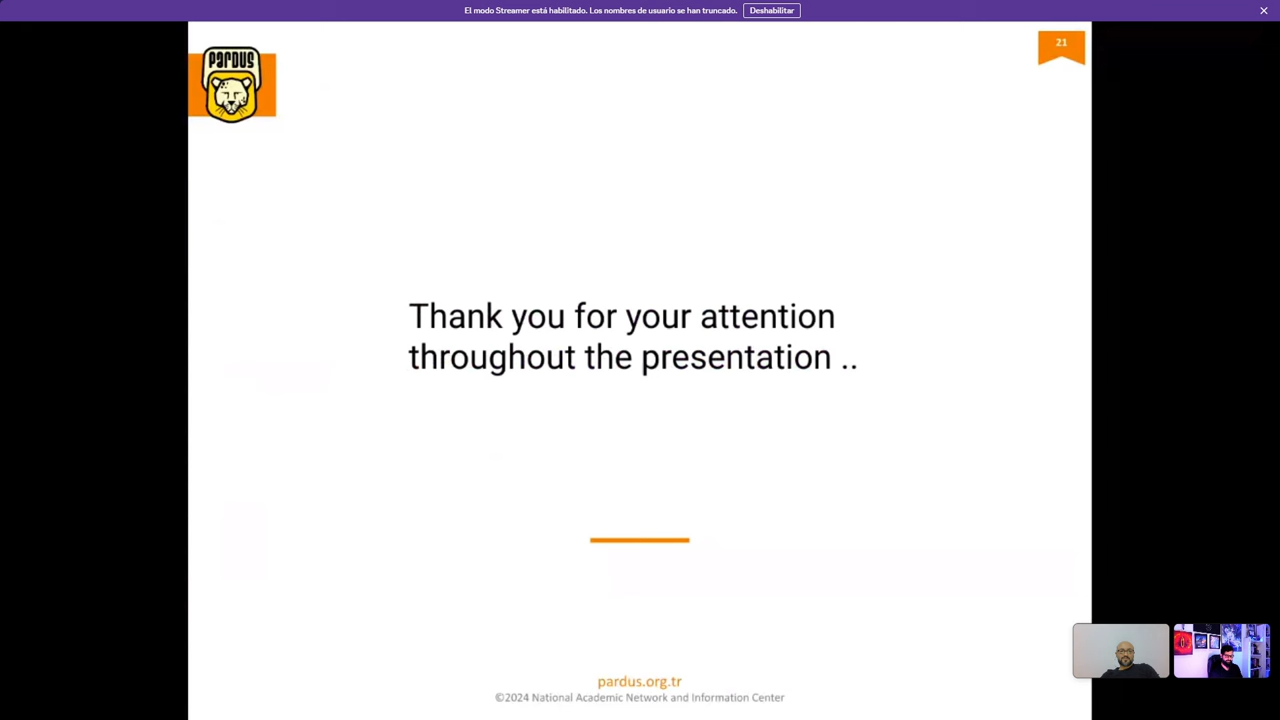 El modo Streamer está habilitado. Los nombres de usuario se han truncado. Deshabilitar
Pardus
21
Thank you for your attention
throughout the presentation ..
pardus.org.tr
©2024 National Academic Network and Information Center